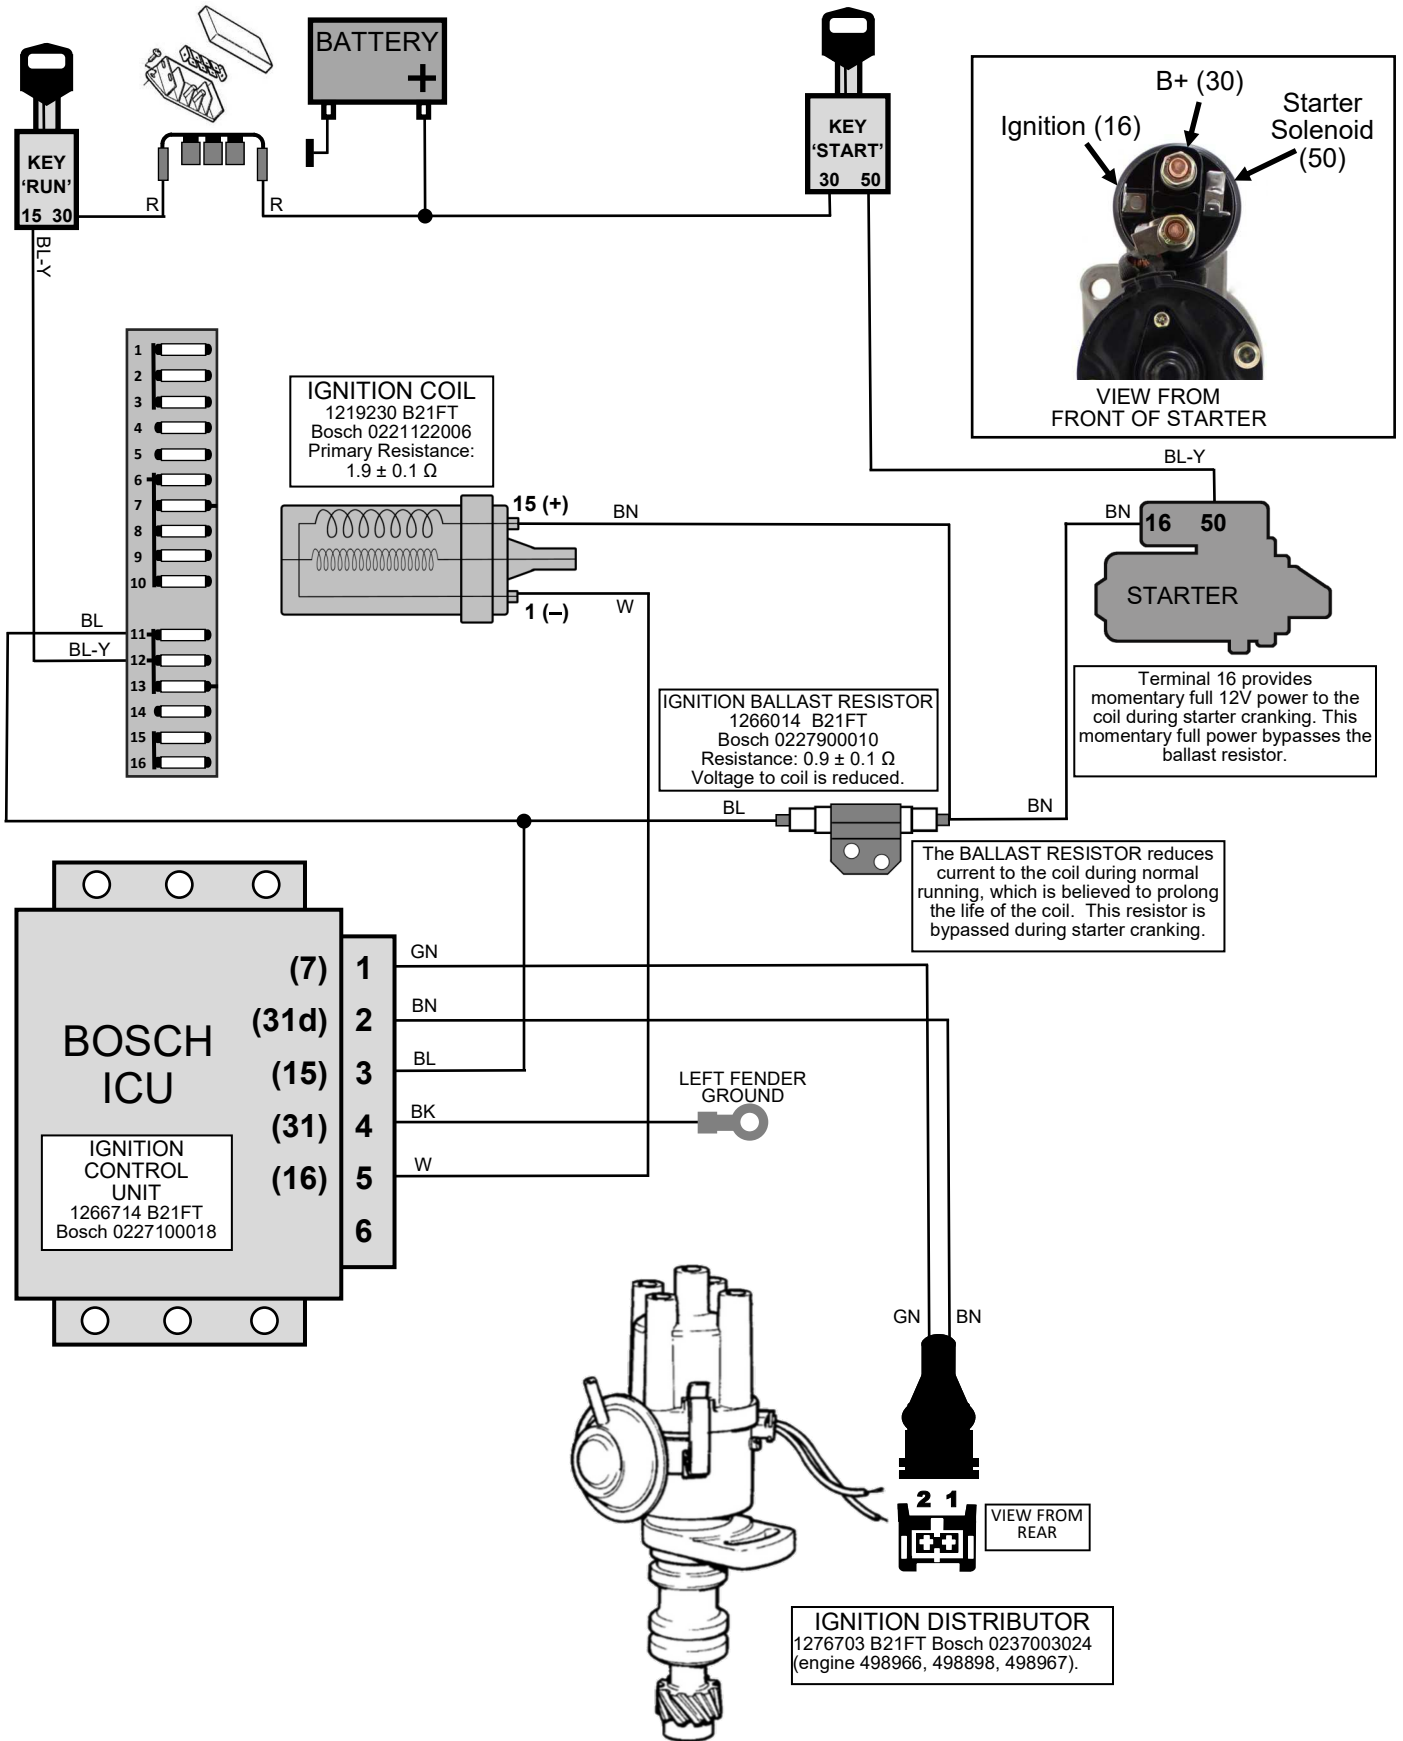 BATTERY
+
KEY
'RUN'
15 30
R
R
BL-Y
KEY
'START'
30 50
B+ (30)
Ignition (16)
Starter
Solenoid
(50)
VIEW FROM
FRONT OF STARTER
1
2
3
4
5
6
7
8
9
10
11
12
13
14
15
16
BL
BL-Y
IGNITION COIL
1219230 B21FT
Bosch 0221122006
Primary Resistance:
1.9 ± 0.1 Ω
15 (+)
BN
1 (–)
W
BL-Y
BN
16 50
STARTER
Terminal 16 provides
momentary full 12V power to the
coil during starter cranking. This
momentary full power bypasses the
ballast resistor.
IGNITION BALLAST RESISTOR
1266014 B21FT
Bosch 0227900010
Resistance: 0.9 ± 0.1 Ω
Voltage to coil is reduced.
BL
BN
The BALLAST RESISTOR reduces
current to the coil during normal
running, which is believed to prolong
the life of the coil. This resistor is
bypassed during starter cranking.
BOSCH
ICU
IGNITION
CONTROL
UNIT
1266714 B21FT
Bosch 0227100018
(7) 1
(31d) 2
(15) 3
(31) 4
(16) 5
6
GN
BN
BL
BK
W
LEFT FENDER
GROUND
GN BN
2 1
VIEW FROM
REAR
IGNITION DISTRIBUTOR
1276703 B21FT Bosch 0237003024
(engine 498966, 498898, 498967).